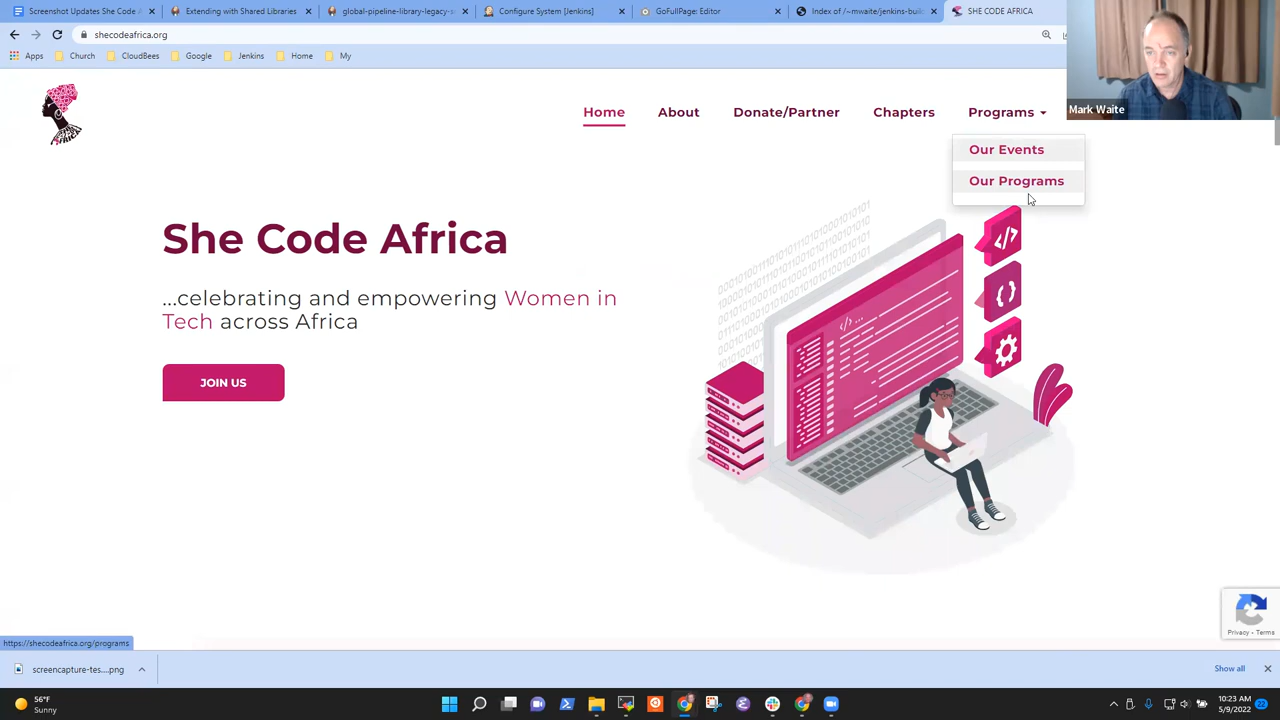 Screenshot Updates She Code A
Extending with Shared Libraries
global-pipeline-library-legacy-s
Configure System [Jenkins]
GoFullPage: Editor
Index of /~mwaite/jenkins-buil
SHE CODE AFRICA
shecodeafrica.org
Apps
Church
CloudBees
Google
Jenkins
Home
My
Mark Waite
Home
About
Donate/Partner
Chapters
Programs
Our Events
Our Programs
She Code Africa
...celebrating and empowering Women in
Tech across Africa
JOIN US
Privacy - Terms
https://shecodeafrica.org/programs
screencapture-tes....png
Show all
56°F
Sunny
10:23 AM
5/9/2022
22